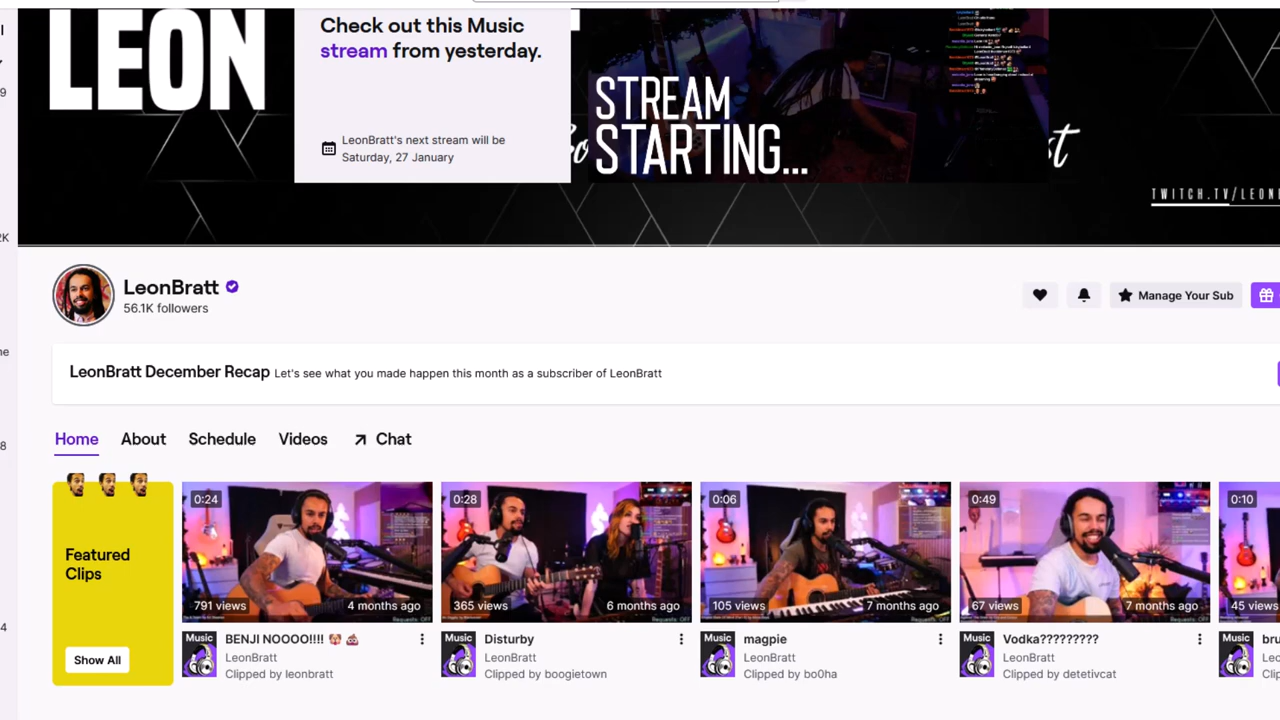 LEON
Check out this Music
stream from yesterday.
LeonBratt's next stream will be
Saturday, 27 January
STREAM
STARTING...
TWITCH.TV/LEON
LeonBratt
56.1K followers
Manage Your Sub
LeonBratt December Recap Let's see what you made happen this month as a subscriber of LeonBratt
Home About Schedule Videos Chat
Featured
Clips
Show All
0:24
791 views 4 months ago
Music
BENJI NOOOO!!!!
LeonBratt
Clipped by leonbratt
0:28
365 views 6 months ago
Music
Disturby
LeonBratt
Clipped by boogietown
0:06
105 views 7 months ago
Music
magpie
LeonBratt
Clipped by bo0ha
0:49
67 views 7 months ago
Music
Vodka?????????
LeonBratt
Clipped by detetivcat
0:10
45 views
Music